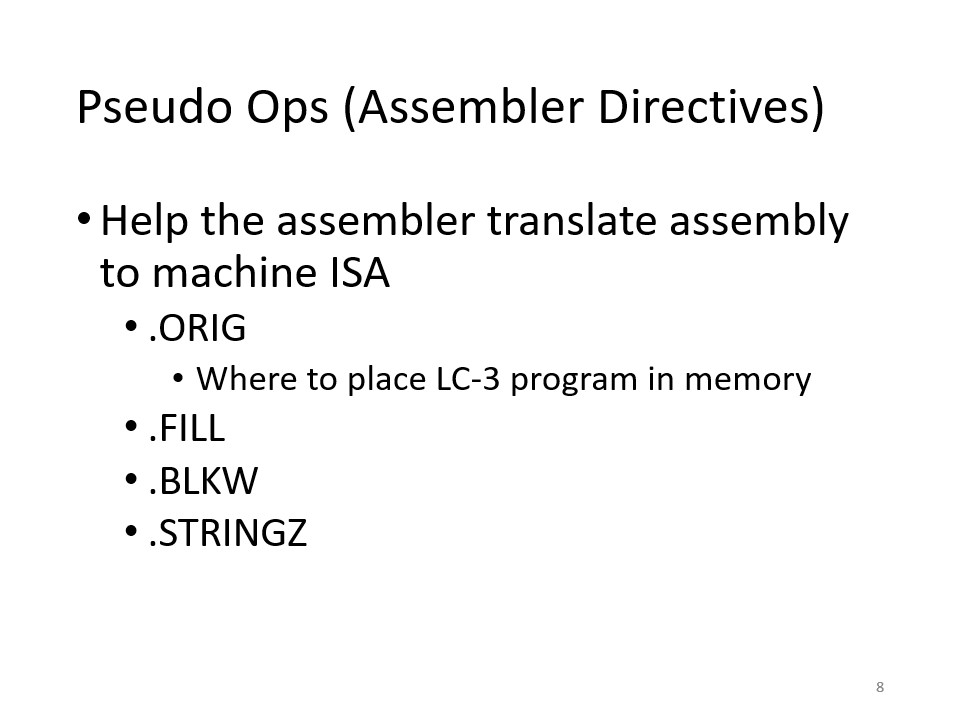 Pseudo Ops (Assembler Directives)
• Help the assembler translate assembly
to machine ISA
• .ORIG
• Where to place LC-3 program in memory
• .FILL
• .BLKW
• .STRINGZ
8